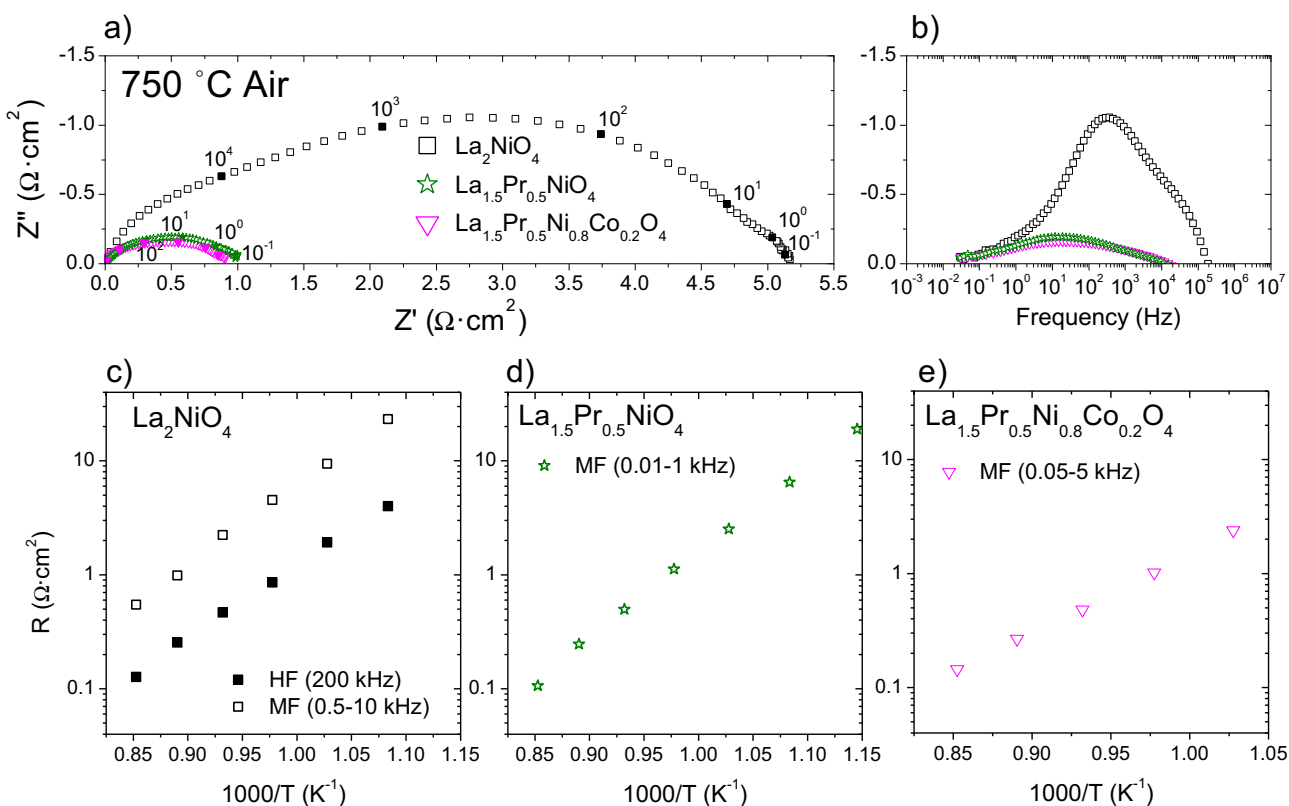 a)
b)
-1.5
-1.0
-0.5
0.0
Z'' (Ω·cm²)
750 °C Air
10³
10²
10⁴
10¹
10⁰
10⁻¹
La₂NiO₄
La₁.₅Pr₀.₅NiO₄
La₁.₅Pr₀.₅Ni₀.₈Co₀.₂O₄
10¹
10⁰
10²
10⁻¹
0.0 0.5 1.0 1.5 2.0 2.5 3.0 3.5 4.0 4.5 5.0 5.5
Z' (Ω·cm²)
-1.5
-1.0
-0.5
0.0
10⁻³ 10⁻² 10⁻¹ 10⁰ 10¹ 10² 10³ 10⁴ 10⁵ 10⁶ 10⁷
Frequency (Hz)
c)
La₂NiO₄
10
1
0.1
R (Ω·cm²)
HF (200 kHz)
MF (0.5-10 kHz)
0.85 0.90 0.95 1.00 1.05 1.10 1.15
1000/T (K⁻¹)
d)
La₁.₅Pr₀.₅NiO₄
MF (0.01-1 kHz)
10
1
0.1
0.85 0.90 0.95 1.00 1.05 1.10 1.15
1000/T (K⁻¹)
e)
La₁.₅Pr₀.₅Ni₀.₈Co₀.₂O₄
MF (0.05-5 kHz)
10
1
0.1
0.85 0.90 0.95 1.00 1.05
1000/T (K⁻¹)